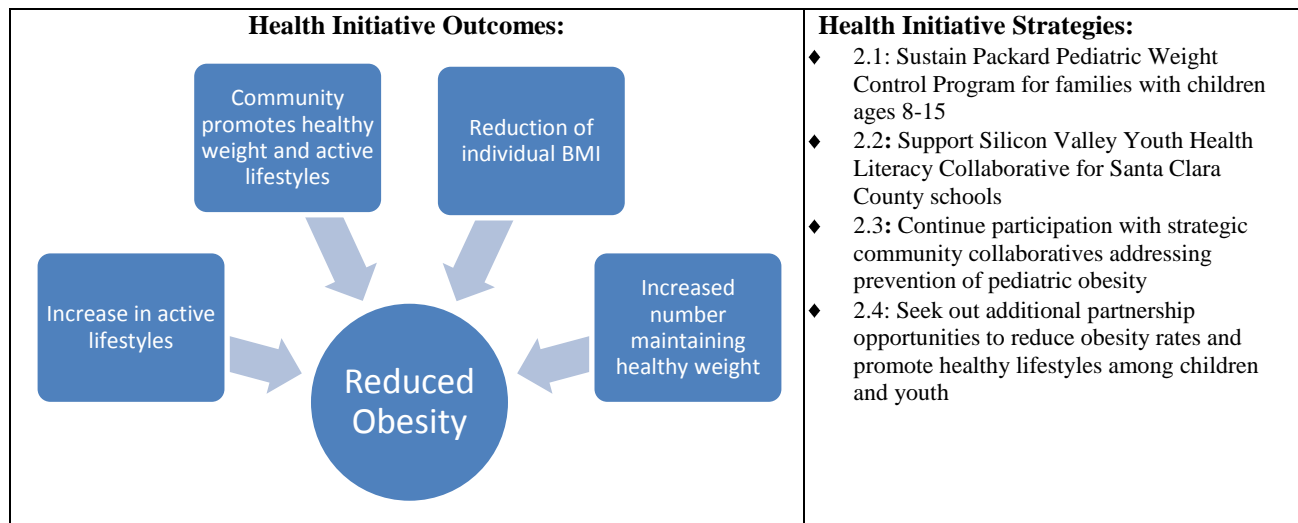 Health Initiative Outcomes:
Community
promotes healthy
weight and active
lifestyles
Reduction of
individual BMI
Increase in active
lifestyles
Increased
number
maintaining
healthy weight
Reduced
Obesity
Health Initiative Strategies:
♦ 2.1: Sustain Packard Pediatric Weight
Control Program for families with children
ages 8-15
♦ 2.2: Support Silicon Valley Youth Health
Literacy Collaborative for Santa Clara
County schools
♦ 2.3: Continue participation with strategic
community collaboratives addressing
prevention of pediatric obesity
♦ 2.4: Seek out additional partnership
opportunities to reduce obesity rates and
promote healthy lifestyles among children
and youth